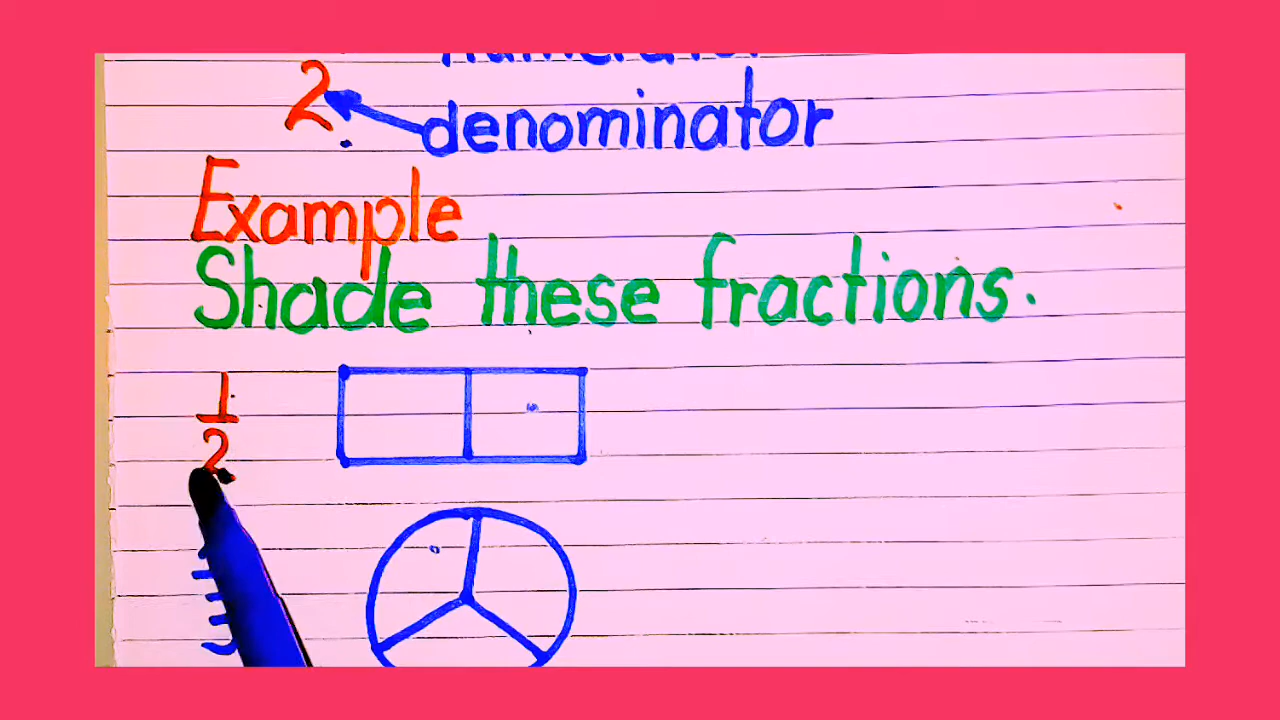 2
denominator
Example
Shade these fractions.
1
2